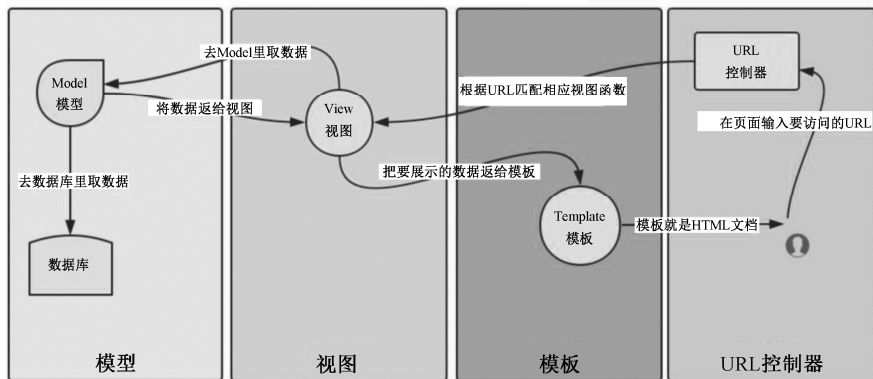 去Model里取数据
Model
模型
将数据返给视图
去数据库里取数据
数据库
模型
View
视图
把要展示的数据返给模板
视图
根据URL匹配相应视图函数
Template
模板
模板就是HTML文档
模板
URL
控制器
在页面输入要访问的URL
URL控制器